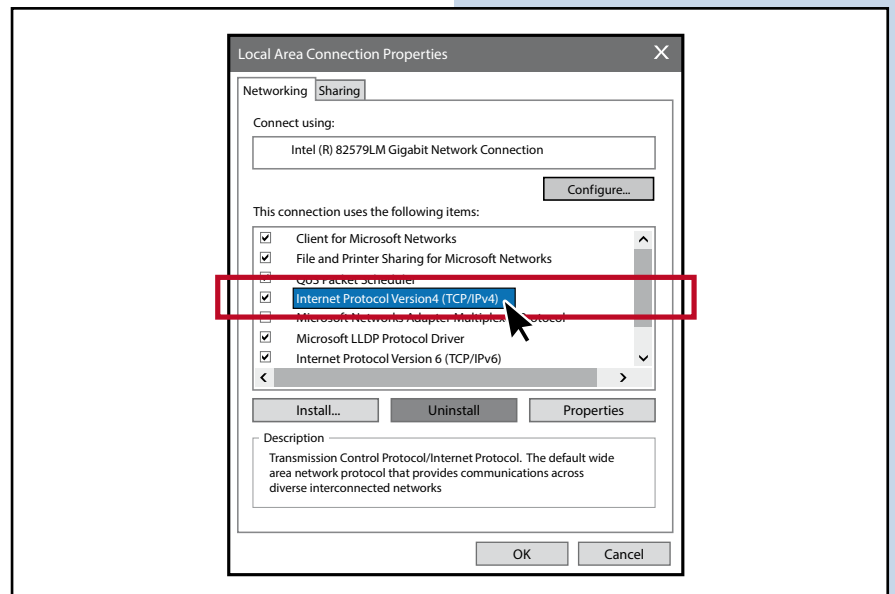 Local Area Connection Properties
Networking Sharing
Connect using:
Intel (R) 82579LM Gigabit Network Connection
Configure...
This connection uses the following items:
Client for Microsoft Networks
File and Printer Sharing for Microsoft Networks
QoS Packet Scheduler
Internet Protocol Version4 (TCP/IPv4)
Microsoft Networks Adapter
Microsoft LLDP Protocol Driver
Internet Protocol Version 6 (TCP/IPv6)
Install... Uninstall Properties
Description
Transmission Control Protocol/Internet Protocol. The default wide
area network protocol that provides communications across
diverse interconnected networks
OK Cancel